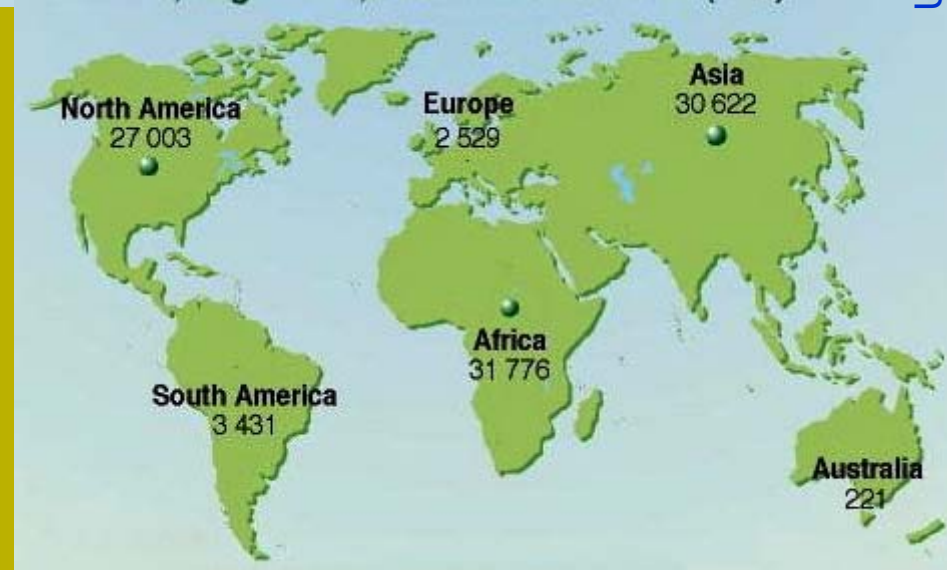 Asia
30 622
North America
27 003
Europe
2 529
Africa
31 776
South America
3 431
Australia
221